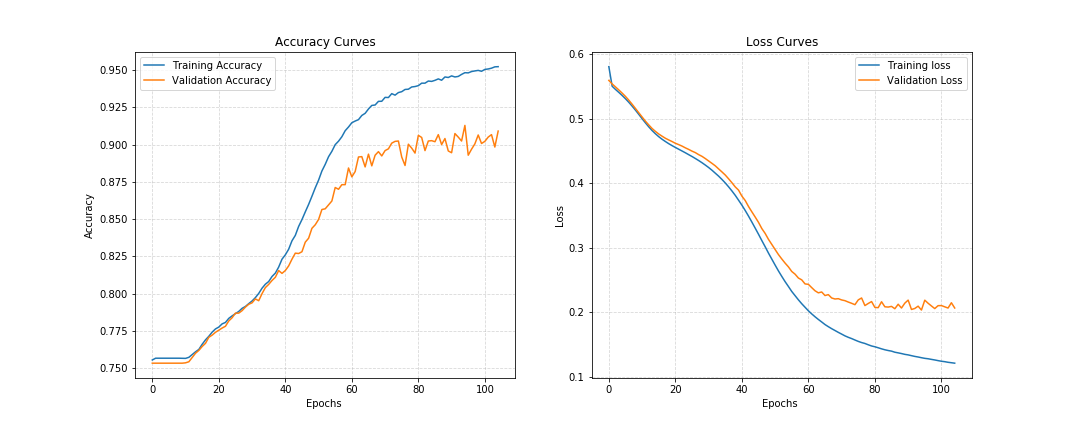 Accuracy Curves
Training Accuracy
Validation Accuracy
Accuracy
0.950
0.925
0.900
0.875
0.850
0.825
0.800
0.775
0.750
0 20 40 60 80 100
Epochs
Loss Curves
Training loss
Validation Loss
Loss
0.6
0.5
0.4
0.3
0.2
0.1
0 20 40 60 80 100
Epochs